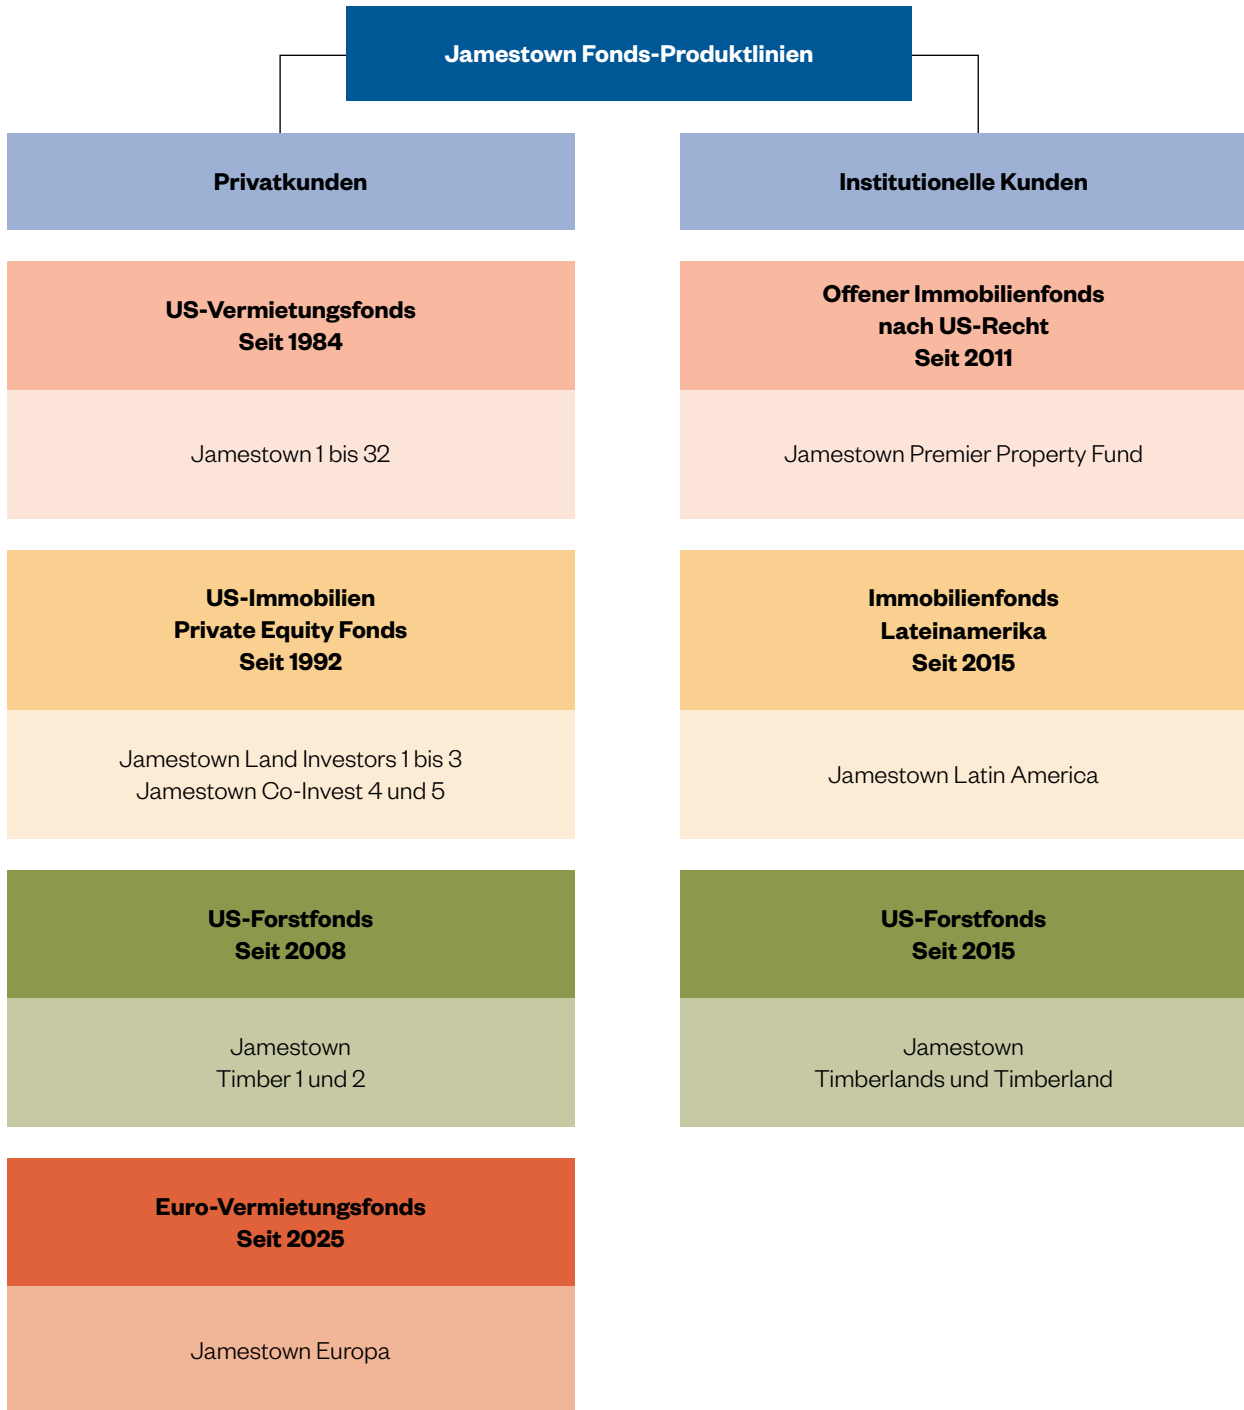 Jamestown Fonds-Produktlinien
Privatkunden
US-Vermietungsfonds
Seit 1984
Jamestown 1 bis 32
US-Immobilien
Private Equity Fonds
Seit 1992
Jamestown Land Investors 1 bis 3
Jamestown Co-Invest 4 und 5
US-Forstfonds
Seit 2008
Jamestown
Timber 1 und 2
Euro-Vermietungsfonds
Seit 2025
Jamestown Europa
Institutionelle Kunden
Offener Immobilienfonds
nach US-Recht
Seit 2011
Jamestown Premier Property Fund
Immobilienfonds
Lateinamerika
Seit 2015
Jamestown Latin America
US-Forstfonds
Seit 2015
Jamestown
Timberlands und Timberland